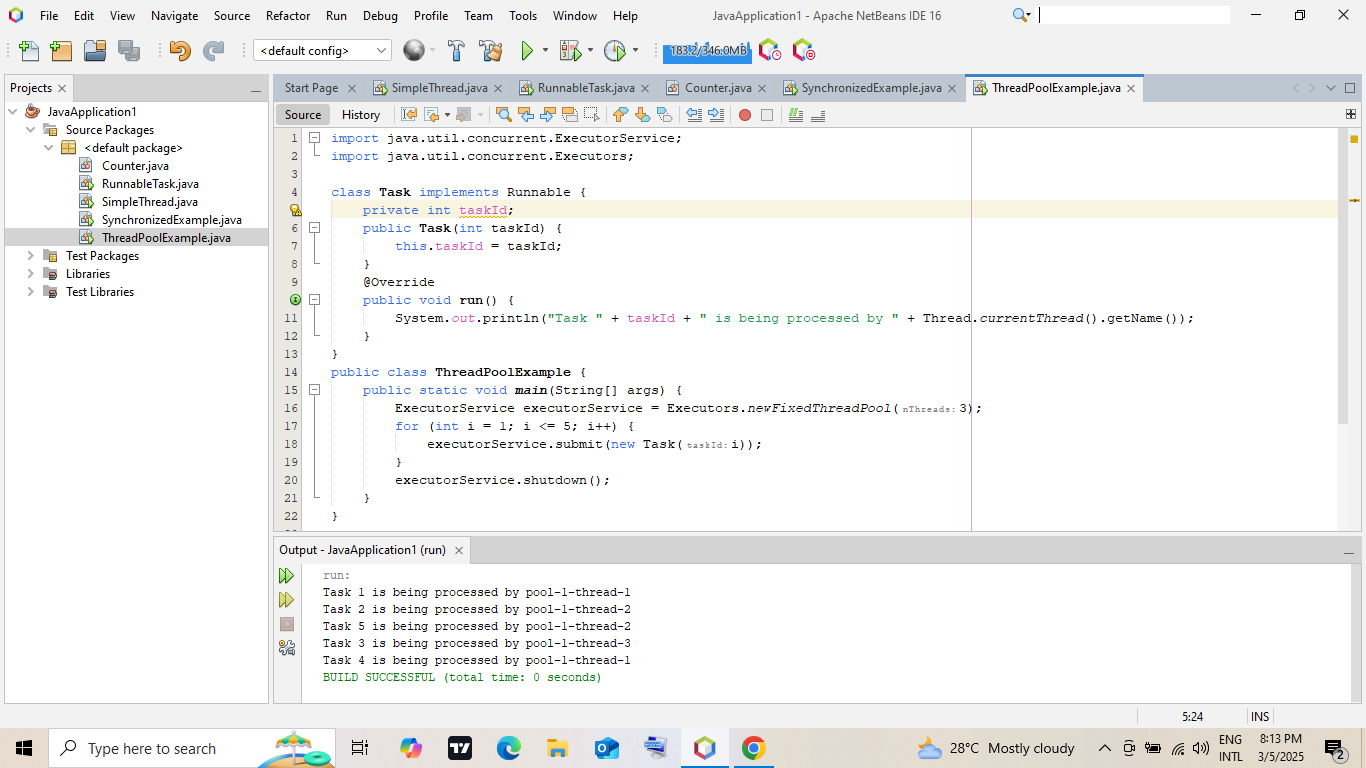 File Edit View Navigate Source Refactor Run Debug Profile Team Tools Window Help JavaApplication1 - Apache NetBeans IDE 16
<default config> 183.2/346.0MB
Projects
JavaApplication1
Source Packages
<default package>
Counter.java
RunnableTask.java
SimpleThread.java
SynchronizedExample.java
ThreadPoolExample.java
Test Packages
Libraries
Test Libraries
Start Page SimpleThread.java RunnableTask.java Counter.java SynchronizedExample.java ThreadPoolExample.java
Source History
1 import java.util.concurrent.ExecutorService;
2 import java.util.concurrent.Executors;
3
4 class Task implements Runnable {
private int taskId;
6 public Task(int taskId) {
7 this.taskId = taskId;
8 }
9 @Override
public void run() {
11 System.out.println("Task " + taskId + " is being processed by " + Thread.currentThread().getName());
12 }
13 }
14 public class ThreadPoolExample {
15 public static void main(String[] args) {
16 ExecutorService executorService = Executors.newFixedThreadPool( nThreads: 3);
17 for (int i = 1; i <= 5; i++) {
18 executorService.submit(new Task( taskId: i));
19 }
20 executorService.shutdown();
21 }
22 }
Output - JavaApplication1 (run)
run:
Task 1 is being processed by pool-1-thread-1
Task 2 is being processed by pool-1-thread-2
Task 5 is being processed by pool-1-thread-2
Task 3 is being processed by pool-1-thread-3
Task 4 is being processed by pool-1-thread-1
BUILD SUCCESSFUL (total time: 0 seconds)
5:24 INS
Type here to search
28°C Mostly cloudy
ENG
INTL
8:13 PM
3/5/2025
2